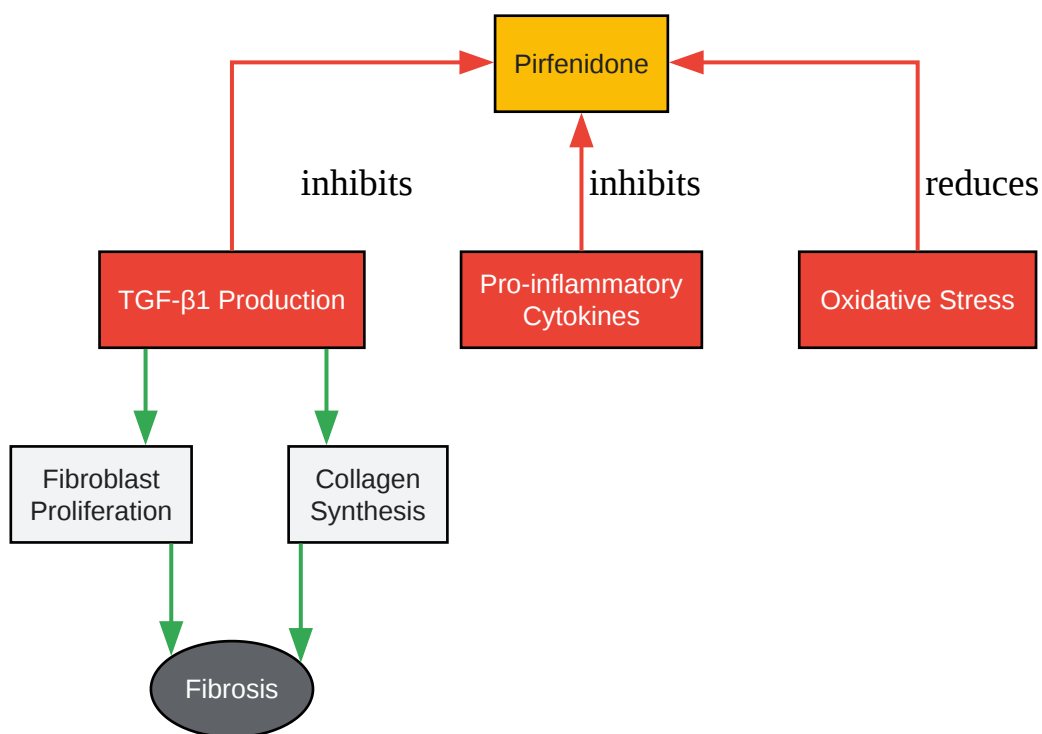 Pirfenidone
inhibits
inhibits
reduces
TGF-β1 Production
Pro-inflammatory
Cytokines
Oxidative Stress
Fibroblast
Proliferation
Collagen
Synthesis
Fibrosis